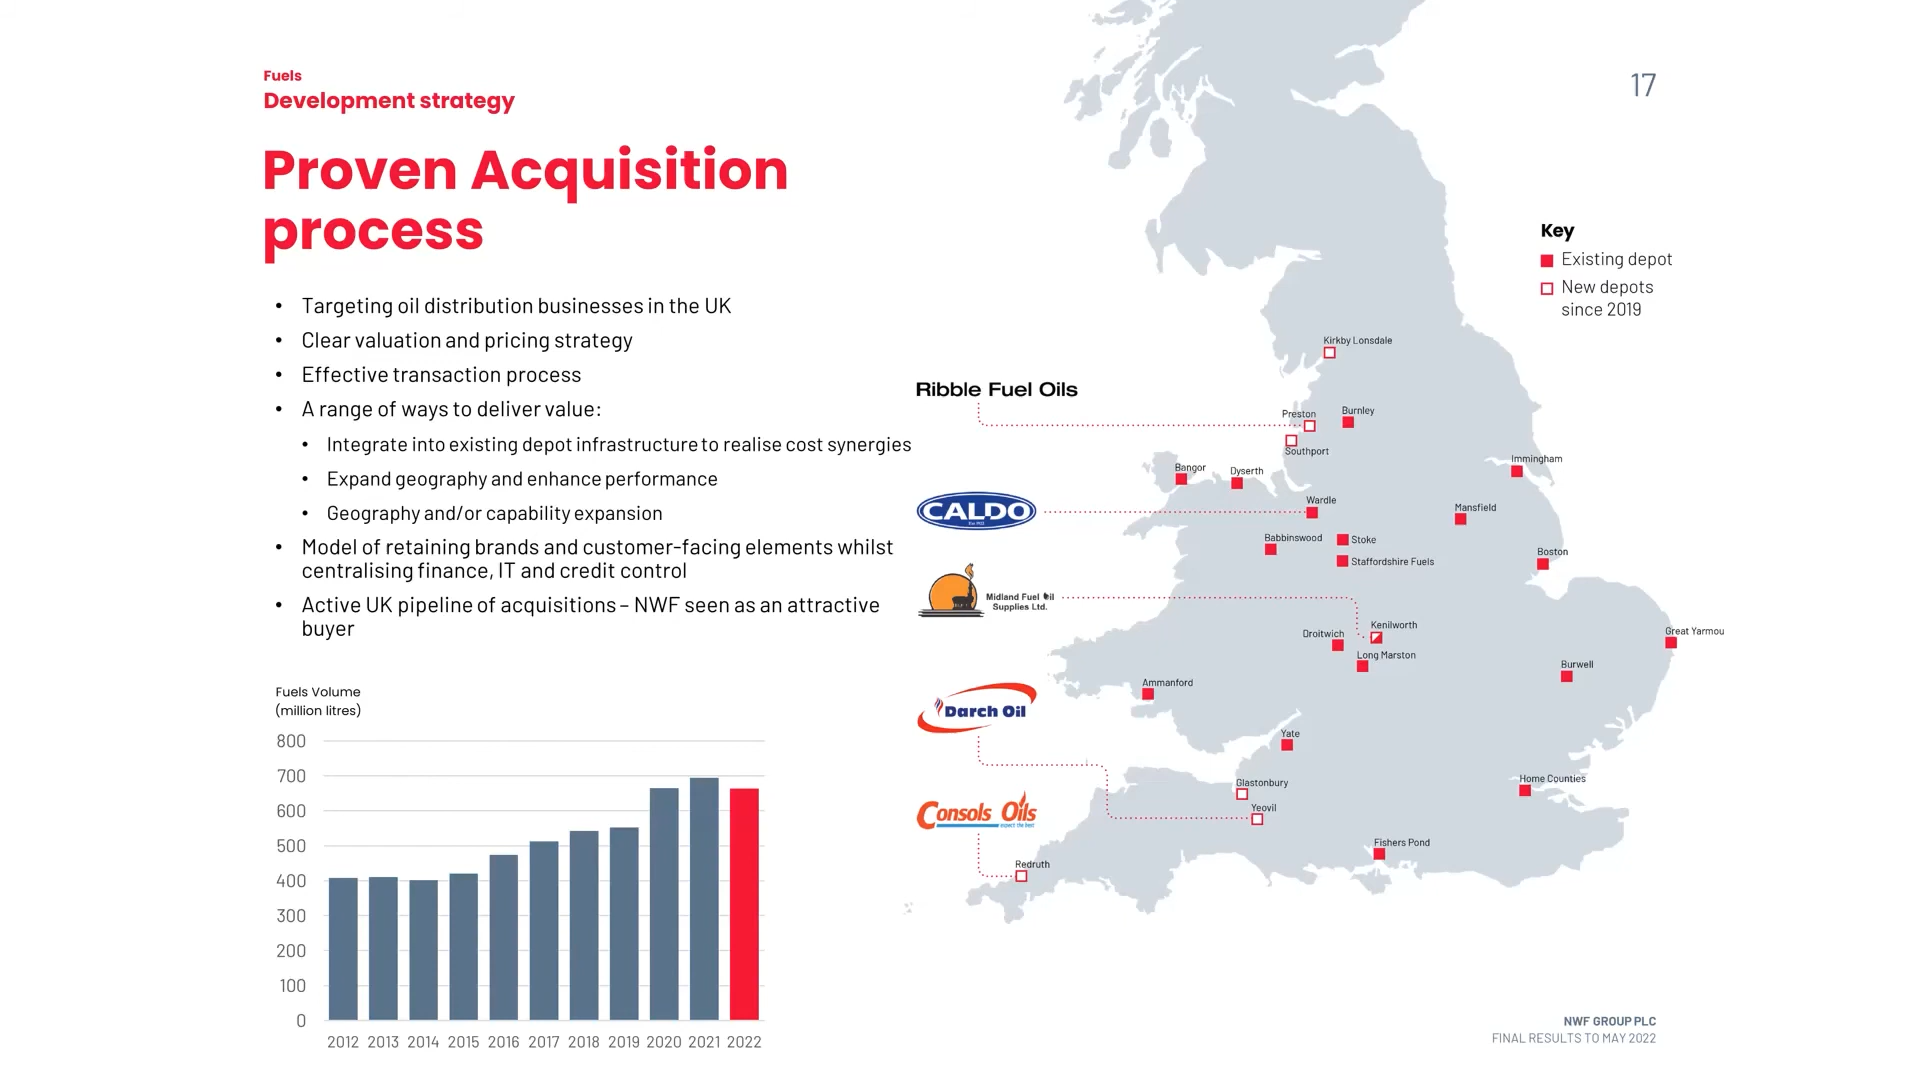 Fuels
Development strategy
17
Proven Acquisition
process
• Targeting oil distribution businesses in the UK
• Clear valuation and pricing strategy
• Effective transaction process
• A range of ways to deliver value:
• Integrate into existing depot infrastructure to realise cost synergies
• Expand geography and enhance performance
• Geography and/or capability expansion
• Model of retaining brands and customer-facing elements whilst
centralising finance, IT and credit control
• Active UK pipeline of acquisitions – NWF seen as an attractive
buyer
Fuels Volume
(million litres)
800
700
600
500
400
300
200
100
0
2012 2013 2014 2015 2016 2017 2018 2019 2020 2021 2022
Ribble Fuel Oils
CALDO
Est 1922
Midland Fuel Oil
Supplies Ltd.
Darch Oil
Consols Oils
expect the best
Key
Existing depot
New depots
since 2019
Kirkby Lonsdale
Preston
Burnley
Southport
Immingham
Bangor
Dyserth
Wardle
Mansfield
Babbinswood
Stoke
Boston
Staffordshire Fuels
Kenilworth
Great Yarmou
Droitwich
Long Marston
Burwell
Ammanford
Yate
Home Counties
Glastonbury
Yeovil
Fishers Pond
Redruth
NWF GROUP PLC
FINAL RESULTS TO MAY 2022